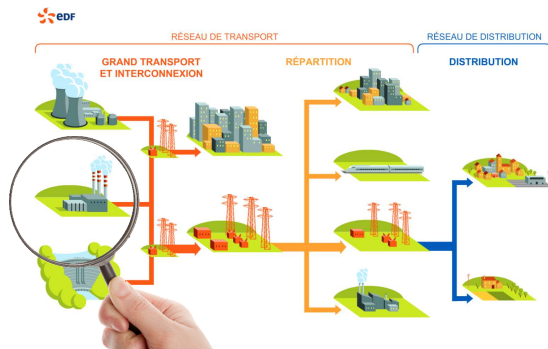 eDF
RÉSEAU DE TRANSPORT
RÉSEAU DE DISTRIBUTION
GRAND TRANSPORT
ET INTERCONNEXION
RÉPARTITION
DISTRIBUTION